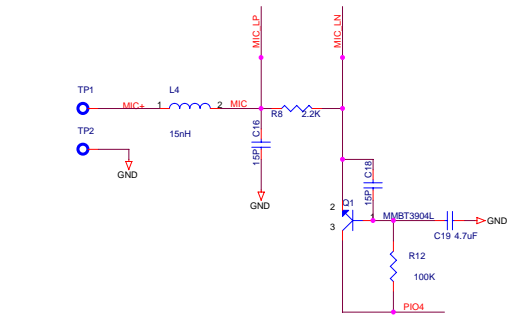 MIC_LP
MIC_LN
TP1
L4
MIC+
1
2
MIC
R8
2.2K
15nH
C16
15P
TP2
GND
GND
C18
15P
Q1
2
3
1
MMBT3904L
C19 4.7uF
GND
R12
100K
PIO4